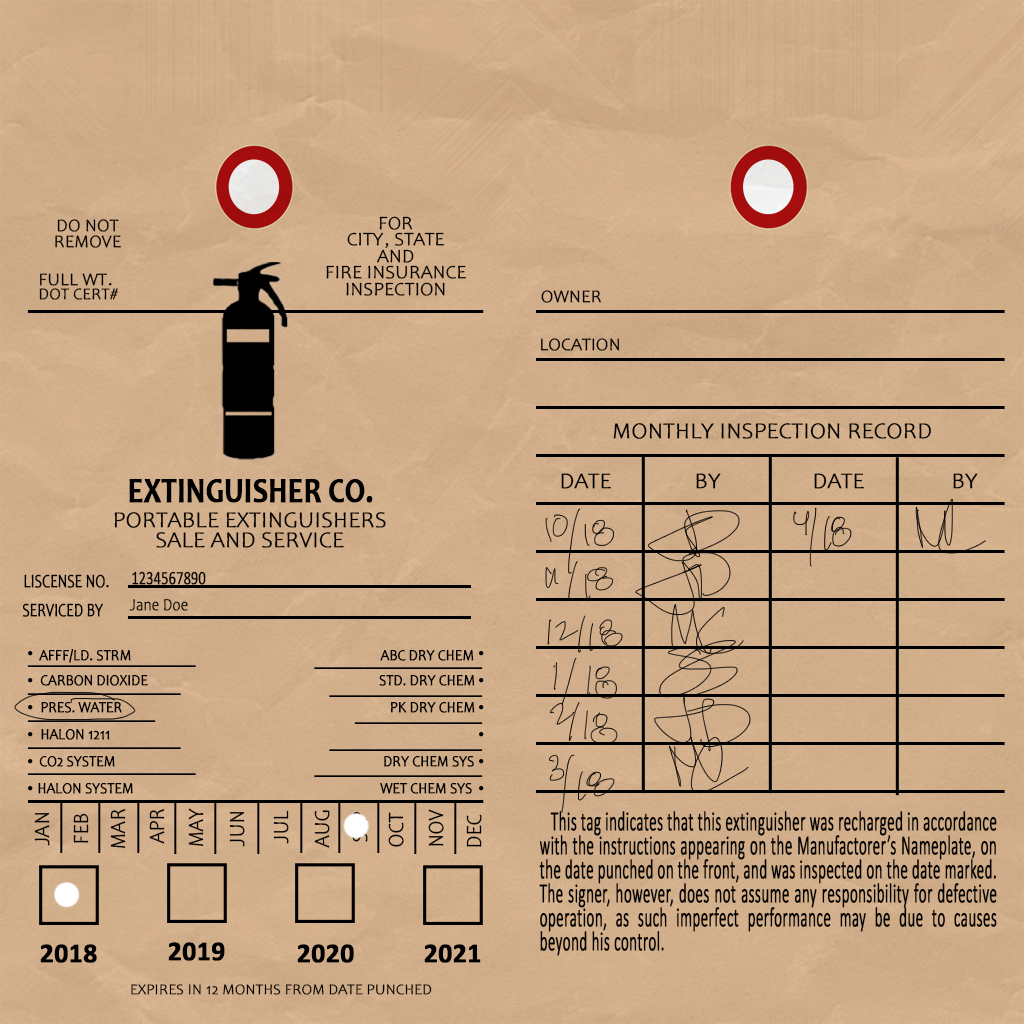 DO NOT
REMOVE
FULL WT.
DOT CERT#
FOR
CITY, STATE
AND
FIRE INSURANCE
INSPECTION
EXTINGUISHER CO.
PORTABLE EXTINGUISHERS
SALE AND SERVICE
LISCENSE NO. 1234567890
SERVICED BY Jane Doe
• AFFF/LD. STRM
• CARBON DIOXIDE
• PRES. WATER
• HALON 1211
• CO2 SYSTEM
• HALON SYSTEM
ABC DRY CHEM •
STD. DRY CHEM •
PK DRY CHEM •
•
DRY CHEM SYS •
WET CHEM SYS •
JAN FEB MAR APR MAY JUN JUL AUG OCT NOV DEC
2018 2019 2020 2021
EXPIRES IN 12 MONTHS FROM DATE PUNCHED
OWNER
LOCATION
MONTHLY INSPECTION RECORD
DATE BY DATE BY
10/18 4/18
11/18
12/18
1/18
2/18
3/18
This tag indicates that this extinguisher was recharged in accordance
with the instructions appearing on the Manufactorer's Nameplate, on
the date punched on the front, and was inspected on the date marked.
The signer, however, does not assume any responsibility for defective
operation, as such imperfect performance may be due to causes
beyond his control.